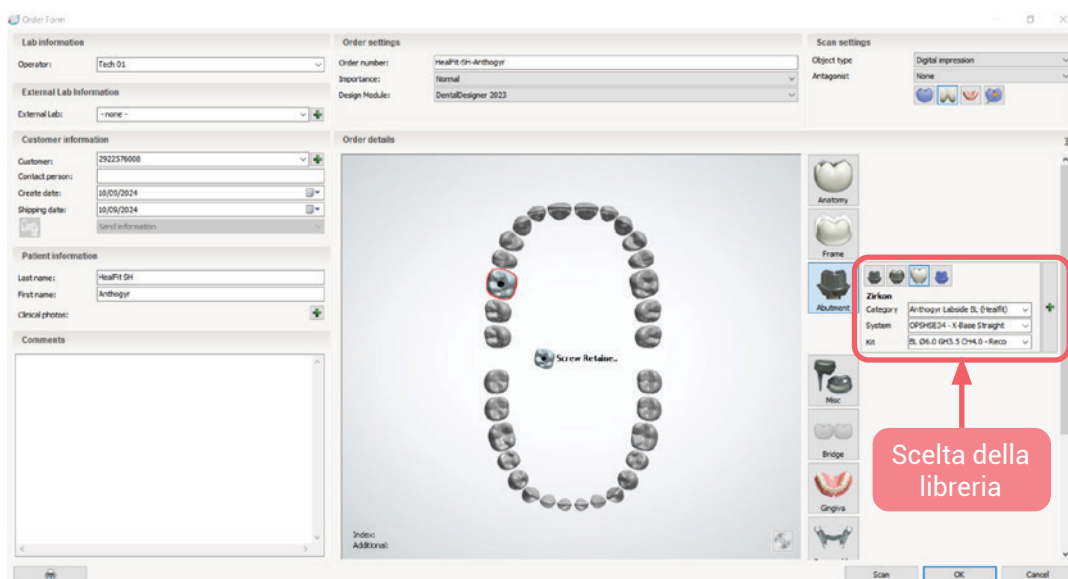 Order Form
Lab information
Operator: Tech 01
External Lab Information
External Lab: - none -
Customer information
Customer: 2922576008
Contact person:
Create date: 10/09/2024
Shipping date: 10/09/2024
Send information
Patient information
Last name: HealFit SH
First name: Anthogyr
Clinical photos:
Comments
Order settings
Order number: HealFit-SH-Anthogyr
Importance: Normal
Design Module: DentalDesigner 2023
Scan settings
Object type Digital impression
Antagonist None
Order details
Screw Retaine..
Index:
Additional:
Anatomy
Frame
Abutment
Misc
Bridge
Gingiva
Zirkon
Category Anthogyr Labside BL (Healfit)
System OPSHSE34 - X-Base Straight
Kit BL Ø6.0 GH3.5 CH4.0 - Reco
Scelta della
libreria
Scan OK Cancel